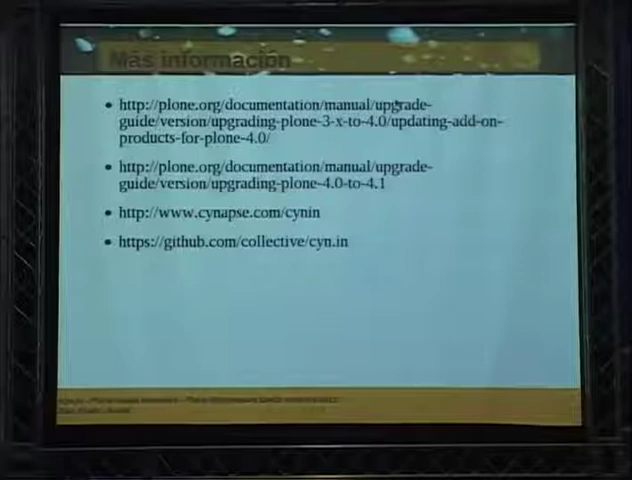 Más información
• http://plone.org/documentation/manual/upgrade-
guide/version/upgrading-plone-3-x-to-4.0/updating-add-on-
products-for-plone-4.0/
• http://plone.org/documentation/manual/upgrade-
guide/version/upgrading-plone-4.0-to-4.1
• http://www.cynapse.com/cynin
• https://github.com/collective/cyn.in